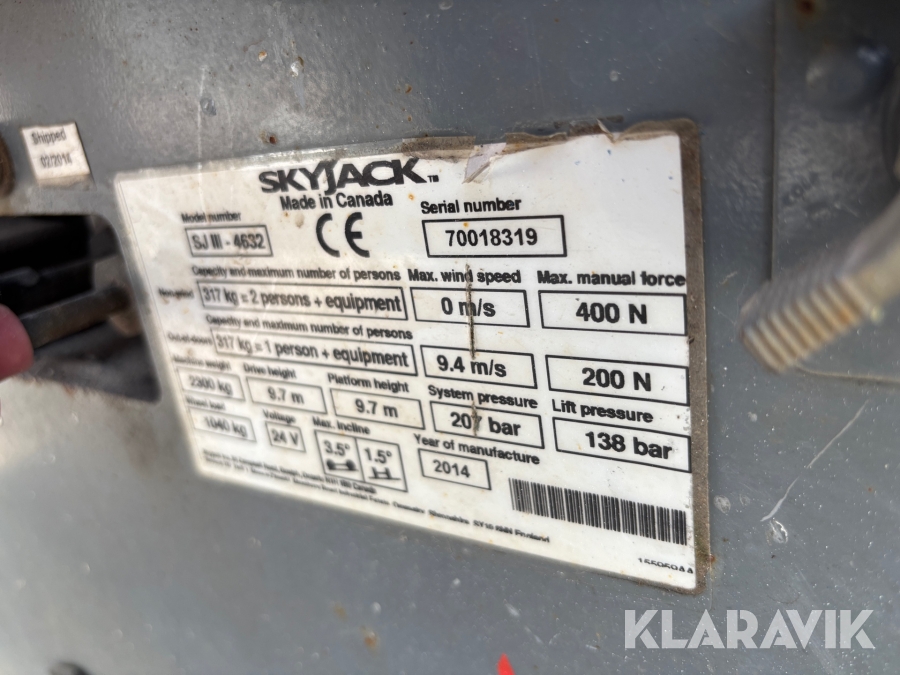 Shipped
02/2014
SKYJACK™
Made in Canada
CE
Model number
SJ III - 4632
Serial number
70018319
Capacity and maximum number of persons
317 kg = 2 persons + equipment
Max. wind speed
0 m/s
Max. manual force
400 N
Capacity and maximum number of persons
317 kg = 1 person + equipment
9.4 m/s
200 N
2300 kg
Drive height
9.7 m
Platform height
9.7 m
System pressure
207 bar
Lift pressure
138 bar
1040 kg
Voltage
24 V
Max. Incline
3.5°
1.5°
Year of manufacture
2014
KLARAVIK